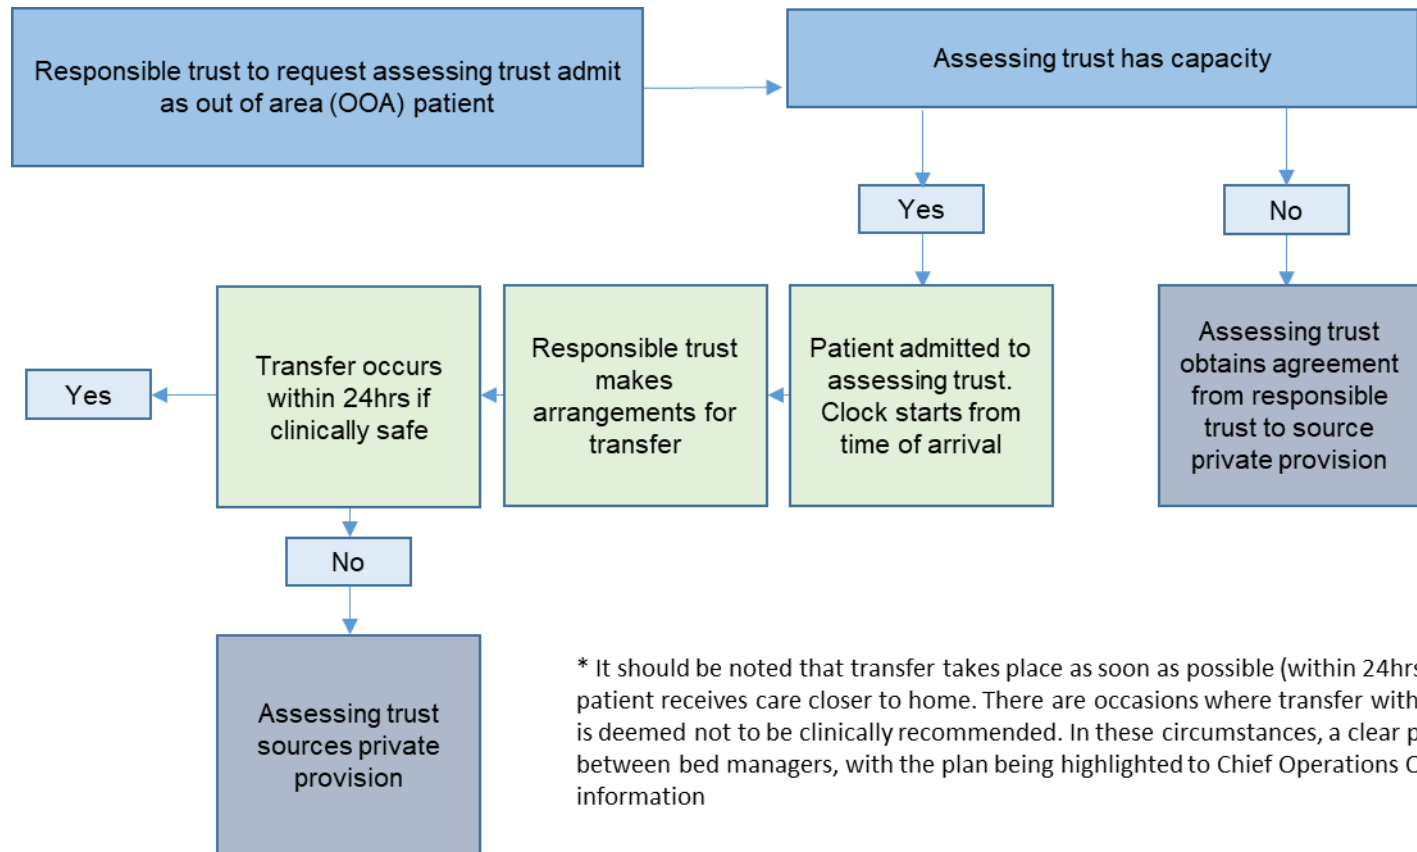 Responsible trust to request assessing trust admit
as out of area (OOA) patient
Assessing trust has capacity
Yes
No
Yes
Transfer occurs
within 24hrs if
clinically safe
Responsible trust
makes
arrangements for
transfer
Patient admitted to
assessing trust.
Clock starts from
time of arrival
Assessing trust
obtains agreement
from responsible
trust to source
private provision
No
Assessing trust
sources private
provision
* It should be noted that transfer takes place as soon as possible (within 24hrs
patient receives care closer to home. There are occasions where transfer with
is deemed not to be clinically recommended. In these circumstances, a clear p
between bed managers, with the plan being highlighted to Chief Operations
information